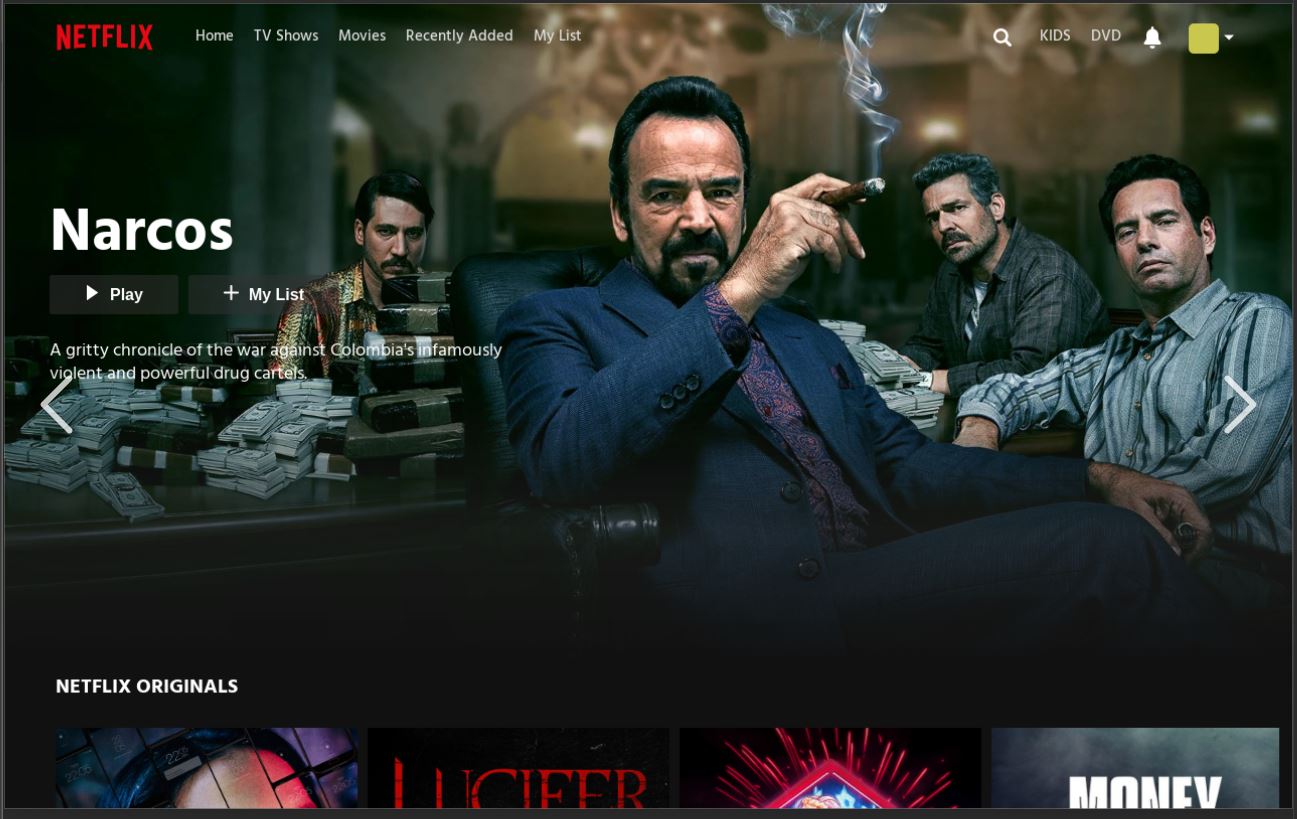 NETFLIX Home TV Shows Movies Recently Added My List KIDS DVD
Narcos
Play My List
A gritty chronicle of the war against Colombia's infamously
violent and powerful drug cartels.
NETFLIX ORIGINALS
LUCIFER
MONEY